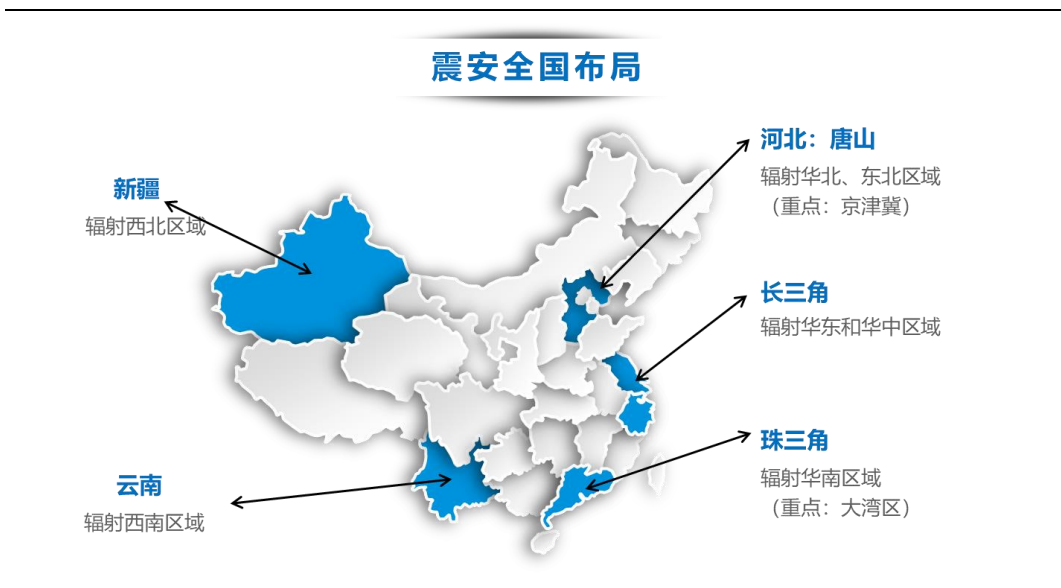 震安全国布局
新疆
辐射西北区域
云南
辐射西南区域
河北：唐山
辐射华北、东北区域
（重点：京津冀）
长三角
辐射华东和华中区域
珠三角
辐射华南区域
（重点：大湾区）